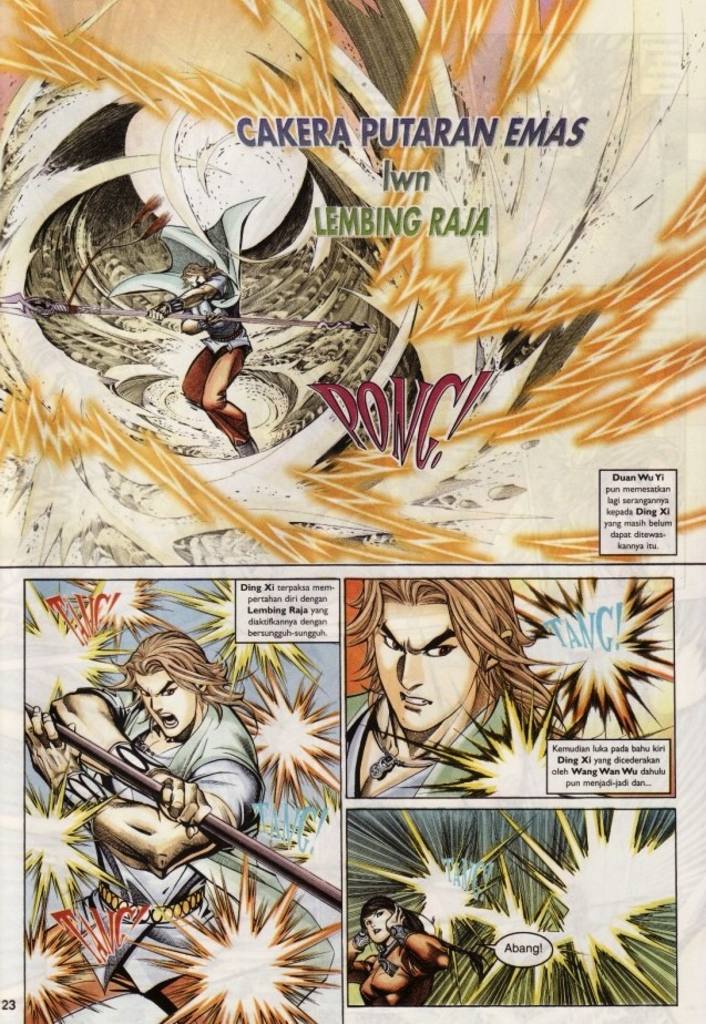 CAKERA PUTARAN EMAS
lwn
LEMBING RAJA
PONG!
Duan Wu Yi
pun memesatkan
lagi serangannya
kepada Ding Xi
yang masih belum
dapat ditewas-
kannya itu.
TANG!
Ding Xi terpaksa mem-
pertahan diri dengan
Lembing Raja yang
diaktifkannya dengan
bersungguh-sungguh.
TANG!
TANG!
TANG!
Kemudian luka pada bahu kiri
Ding Xi yang dicederakan
oleh Wang Wan Wu dahulu
pun menjadi-jadi dan...
TANG!
Abang!
23